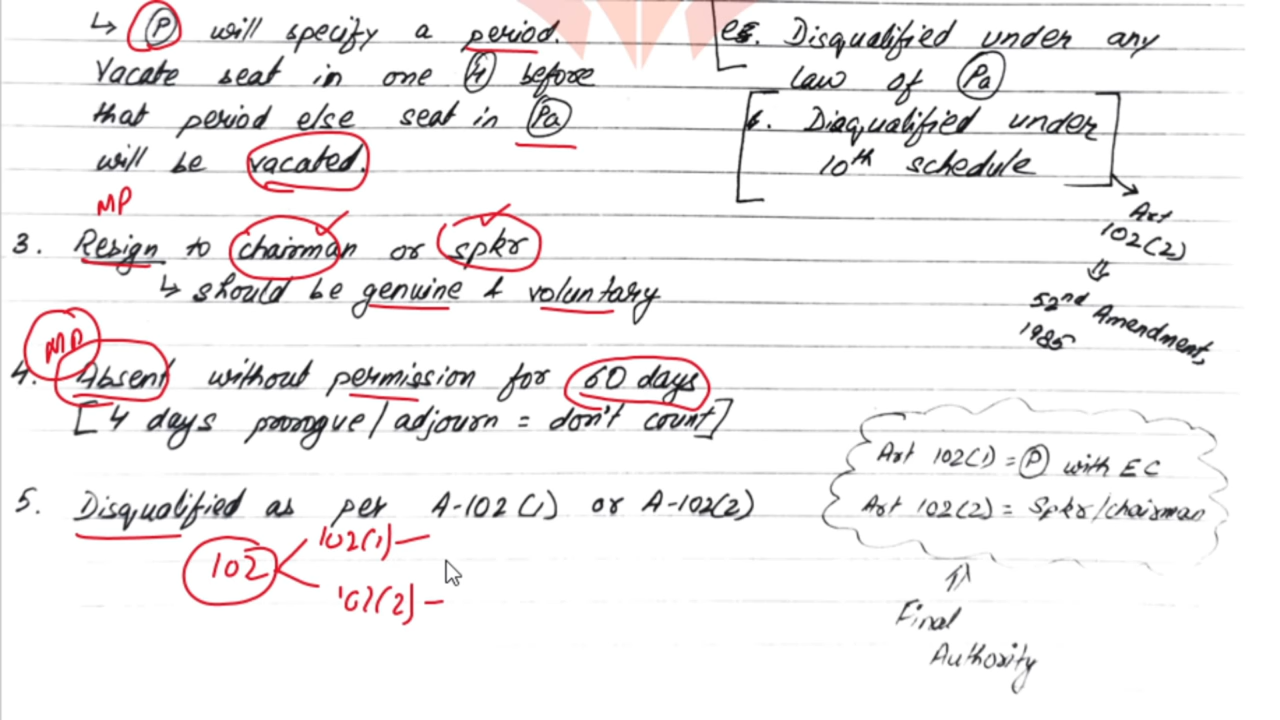 ↳ (P) will specify a period.
Vacate seat in one (H) before
that period else seat in (Pa)
will be vacated.
MP
3. Resign to chairman or spkr
↳ should be genuine & voluntary
MP
4. Absent without permission for 60 days
[4 days prorogue/adjourn = don't count]
5. Disqualified as per A-102(1) or A-102(2)
102
102(1) —
102(2) —
es. Disqualified under any
law of (Pa)
6. Disqualified under
10th schedule
Art
102(2)
⇓
52nd Amendment,
1985
Art 102(1) = (P) with EC
Art 102(2) = Spkr/chairman
Final
Authority